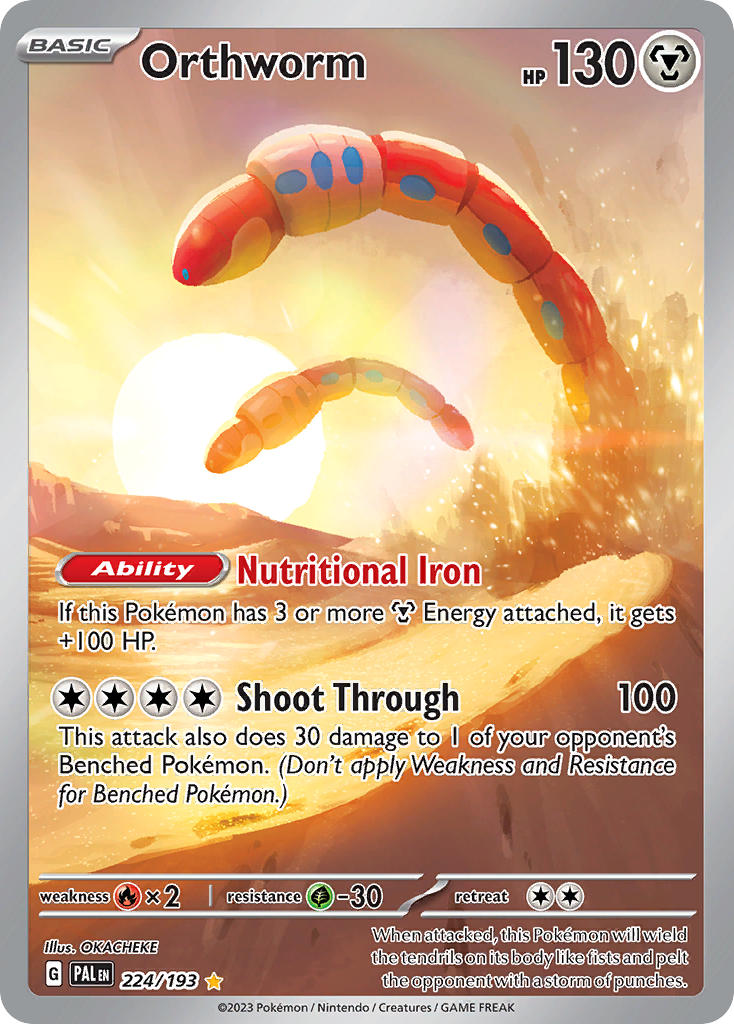 BASIC
Orthworm
HP 130
Ability Nutritional Iron
If this Pokémon has 3 or more Energy attached, it gets
+100 HP.
Shoot Through 100
This attack also does 30 damage to 1 of your opponent's
Benched Pokémon. (Don't apply Weakness and Resistance
for Benched Pokémon.)
weakness ×2 resistance -30 retreat
Illus. OKACHEKE
When attacked, this Pokémon will wield
the tendrils on its body like fists and pelt
the opponent with a storm of punches.
G PAL EN 224/193
©2023 Pokémon / Nintendo / Creatures / GAME FREAK